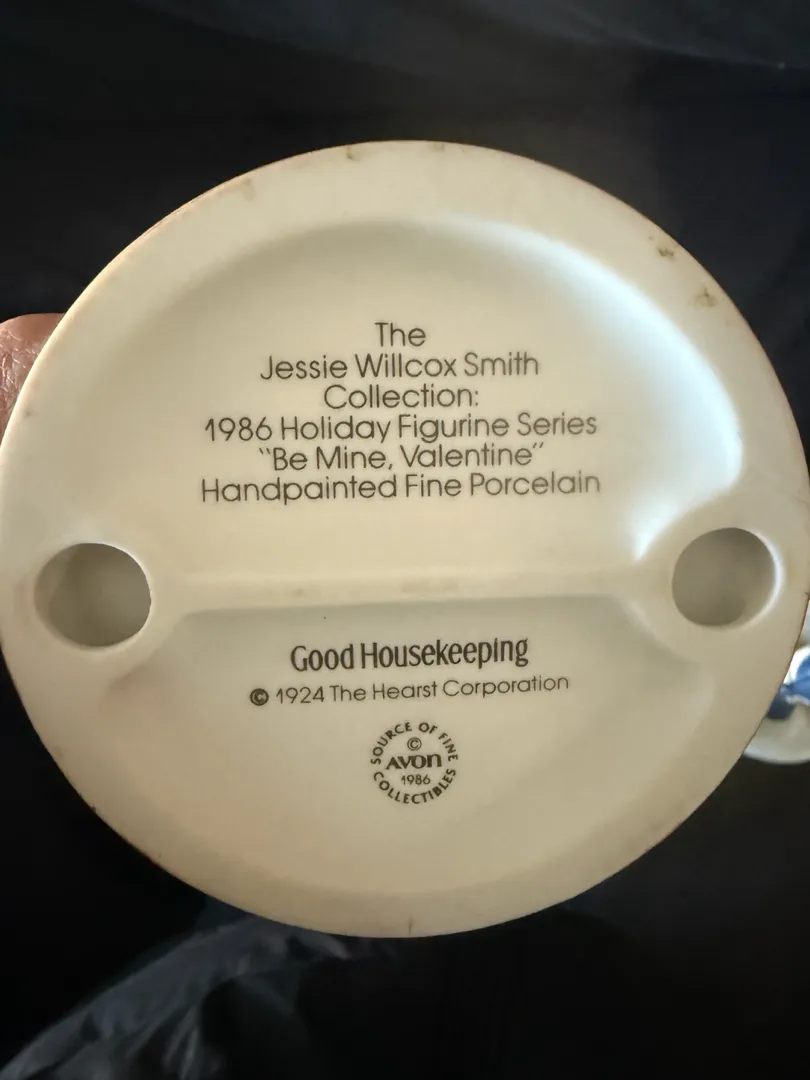 The
Jessie Willcox Smith
Collection:
1986 Holiday Figurine Series
"Be Mine, Valentine"
Handpainted Fine Porcelain
Good Housekeeping
© 1924 The Hearst Corporation
SOURCE OF FINE
©
AVON
1986
COLLECTIBLES